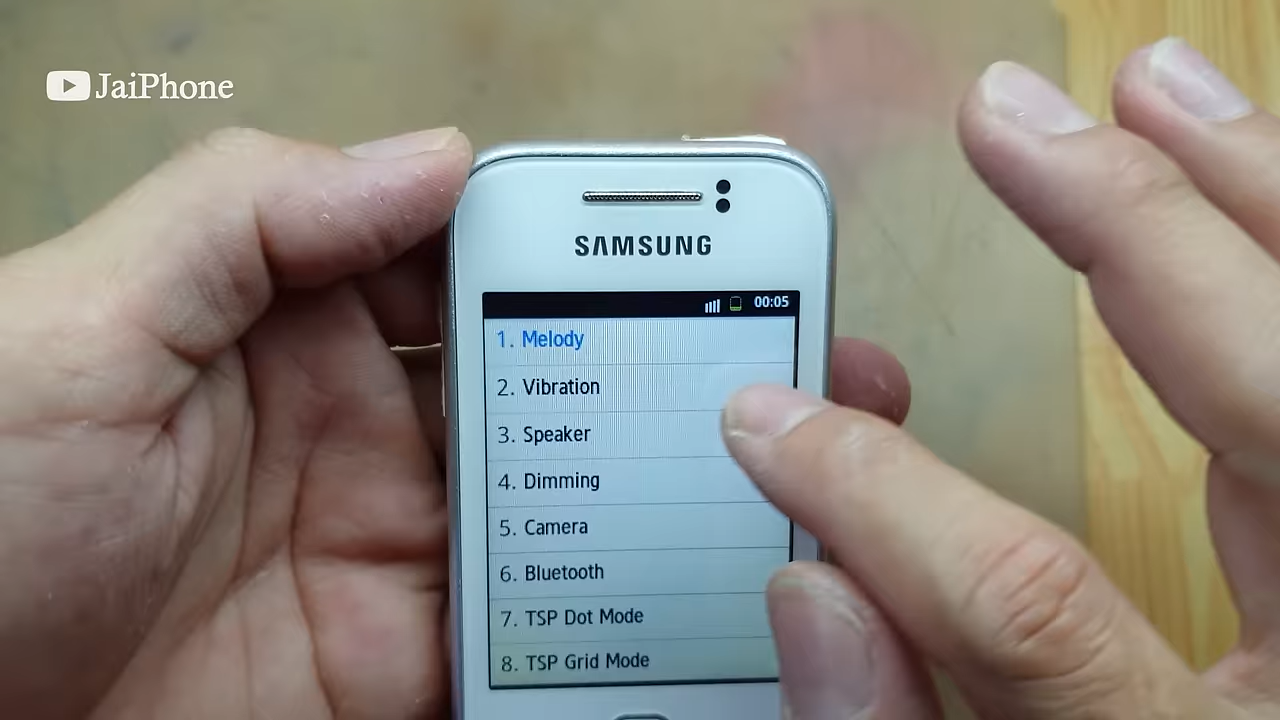 JaiPhone
SAMSUNG
00:05
1. Melody
2. Vibration
3. Speaker
4. Dimming
5. Camera
6. Bluetooth
7. TSP Dot Mode
8. TSP Grid Mode